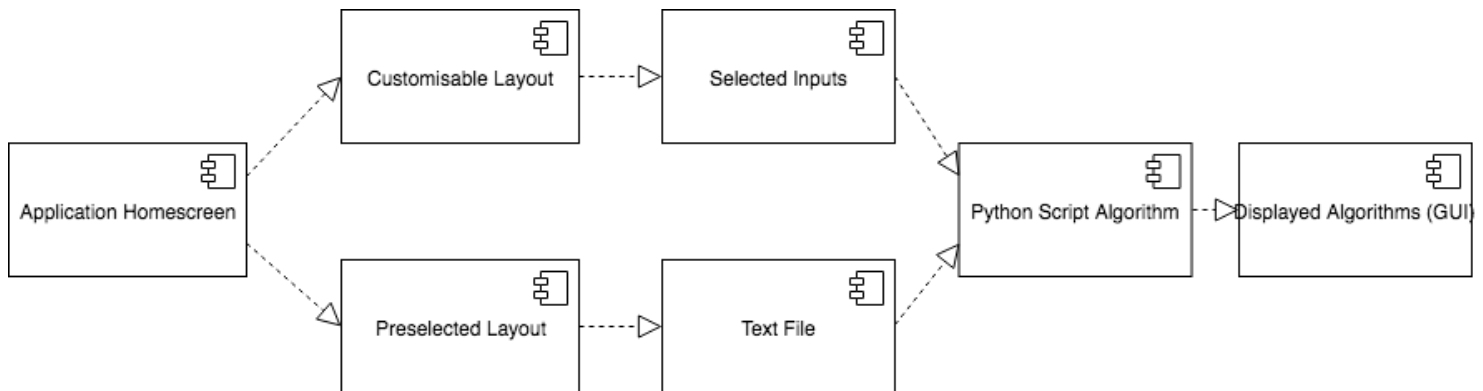 Customisable Layout
Selected Inputs
Application Homescreen
Python Script Algorithm
Displayed Algorithms (GUI)
Preselected Layout
Text File